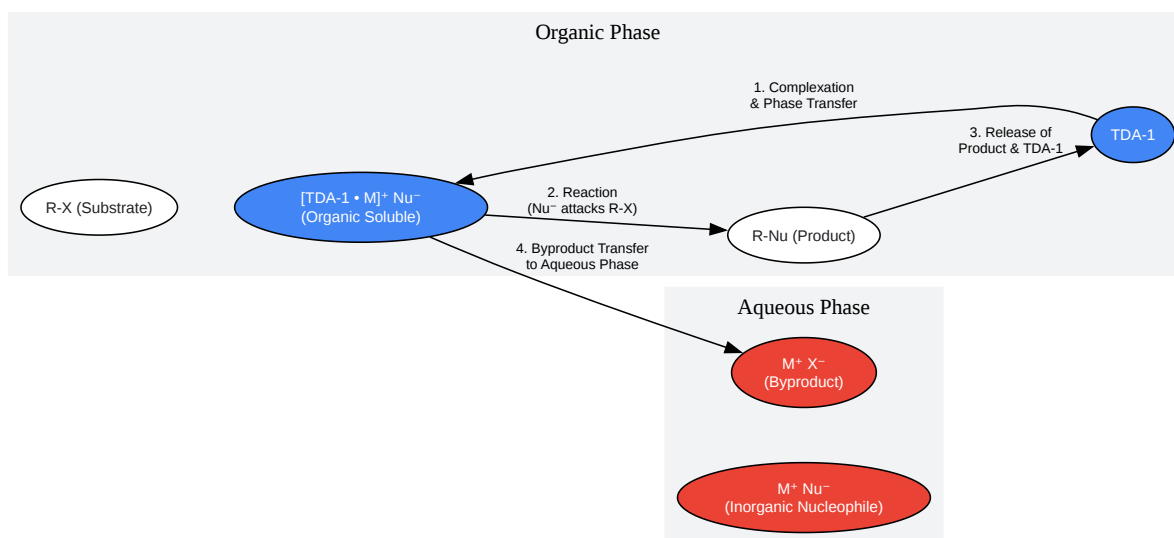 Organic Phase
1. Complexation
& Phase Transfer
TDA-1
3. Release of
Product & TDA-1
R-X (Substrate)
[TDA-1 • M]⁺ Nu⁻
(Organic Soluble)
2. Reaction
(Nu⁻ attacks R-X)
R-Nu (Product)
4. Byproduct Transfer
to Aqueous Phase
Aqueous Phase
M⁺ X⁻
(Byproduct)
M⁺ Nu⁻
(Inorganic Nucleophile)